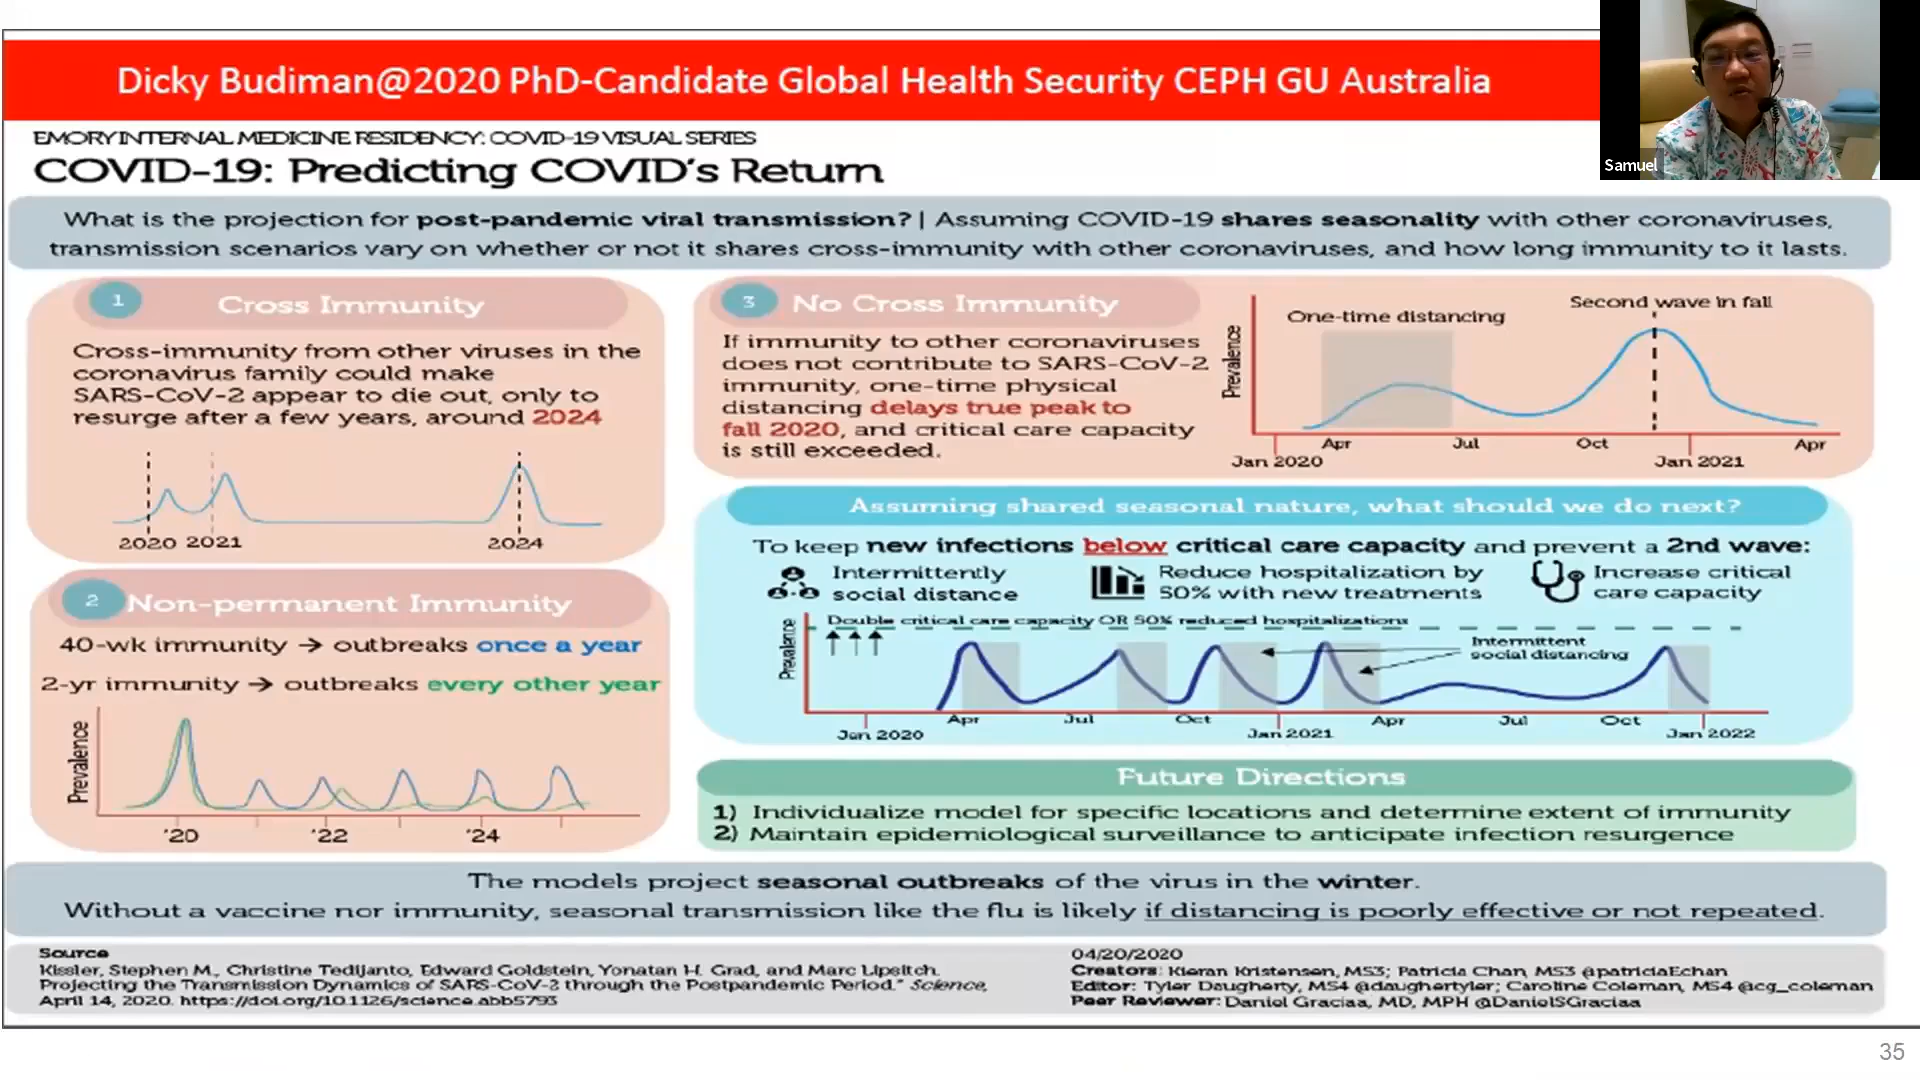 Dicky Budiman@2020 PhD-Candidate Global Health Security CEPH GU Australia
Samuel
EMORY INTERNAL MEDICINE RESIDENCY: COVID-19 VISUAL SERIES
COVID-19: Predicting COVID's Return
What is the projection for post-pandemic viral transmission? | Assuming COVID-19 shares seasonality with other coronaviruses,
transmission scenarios vary on whether or not it shares cross-immunity with other coronaviruses, and how long immunity to it lasts.
1
Cross Immunity
Cross-immunity from other viruses in the
coronavirus family could make
SARS-CoV-2 appear to die out, only to
resurge after a few years, around 2024
2020 2021 2024
2
Non-permanent Immunity
40-wk immunity → outbreaks once a year
2-yr immunity → outbreaks every other year
Prevalence
'20 '22 '24
3
No Cross Immunity
If immunity to other coronaviruses
does not contribute to SARS-CoV-2
immunity, one-time physical
distancing delays true peak to
fall 2020, and critical care capacity
is still exceeded.
Second wave in fall
One-time distancing
Prevalence
Apr Jul Oct Apr
Jan 2020 Jan 2021
Assuming shared seasonal nature, what should we do next?
To keep new infections below critical care capacity and prevent a 2nd wave:
Intermittently
social distance
Reduce hospitalization by
50% with new treatments
Increase critical
care capacity
Double critical care capacity OR 50% reduced hospitalizations
Prevalence
Intermittent
social distancing
Apr Jul Oct Apr Jul Oct
Jan 2020 Jan 2021 Jan 2022
Future Directions
1) Individualize model for specific locations and determine extent of immunity
2) Maintain epidemiological surveillance to anticipate infection resurgence
The models project seasonal outbreaks of the virus in the winter.
Without a vaccine nor immunity, seasonal transmission like the flu is likely if distancing is poorly effective or not repeated.
Source
Kissler, Stephen M., Christine Tedijanto, Edward Goldstein, Yonatan H. Grad, and Marc Lipsitch.
Projecting the Transmission Dynamics of SARS-CoV-2 through the Postpandemic Period." Science,
April 14, 2020. https://doi.org/10.1126/science.abb5793
04/20/2020
Creators: Kieran Kristensen, MS3; Patricia Chan, MS3 @patriciaEchan
Editor: Tyler Daugherty, MS4 @daughertyler; Caroline Coleman, MS4 @cg_coleman
Peer Reviewer: Daniel Graciaa, MD, MPH @DanielSGraciaa
35